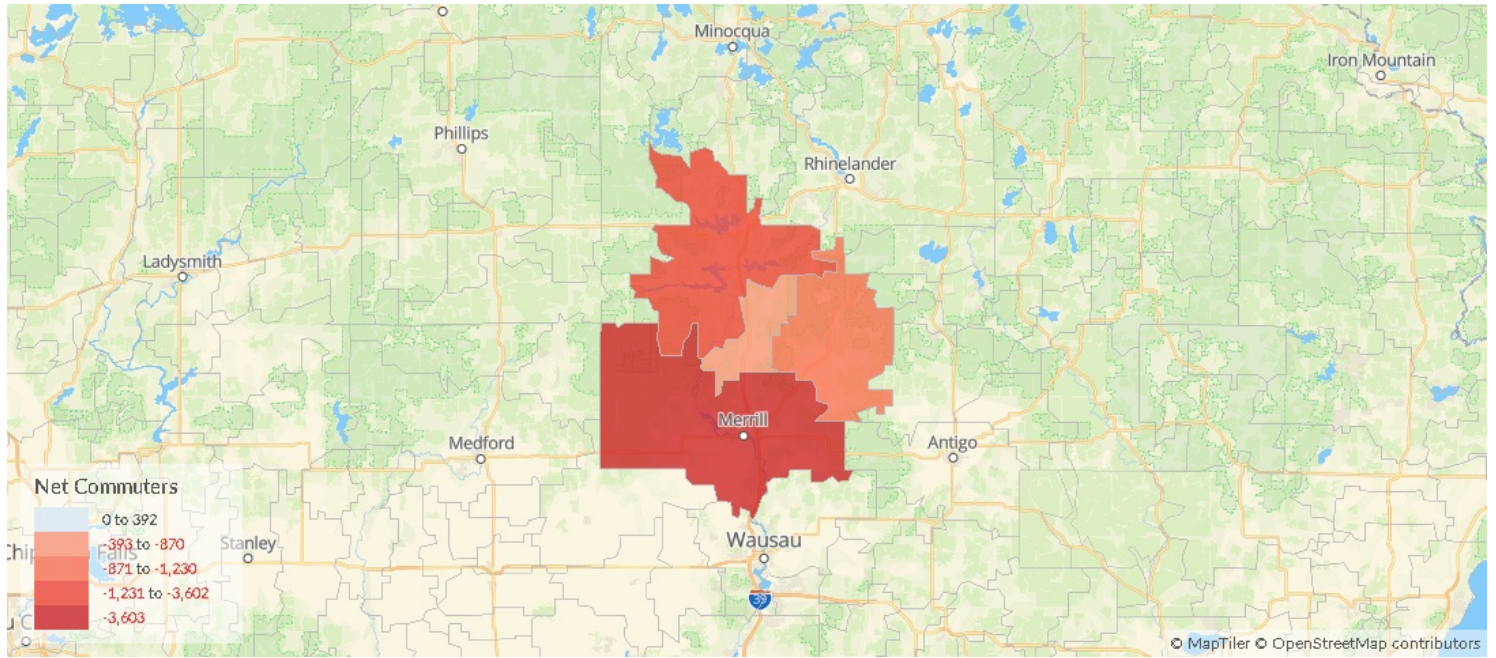 Minocqua
Iron Mountain
Phillips
Rhinelander
Ladysmith
Merrill
Medford
Antigo
Net Commuters
0 to 392
-393 to -870
Stanley
-871 to -1,230
Wausau
-1,231 to -3,602
39
-3,603
© MapTiler © OpenStreetMap contributors